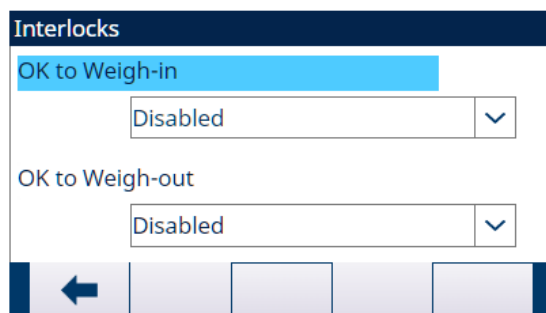 Interlocks
OK to Weigh-in
Disabled
OK to Weigh-out
Disabled